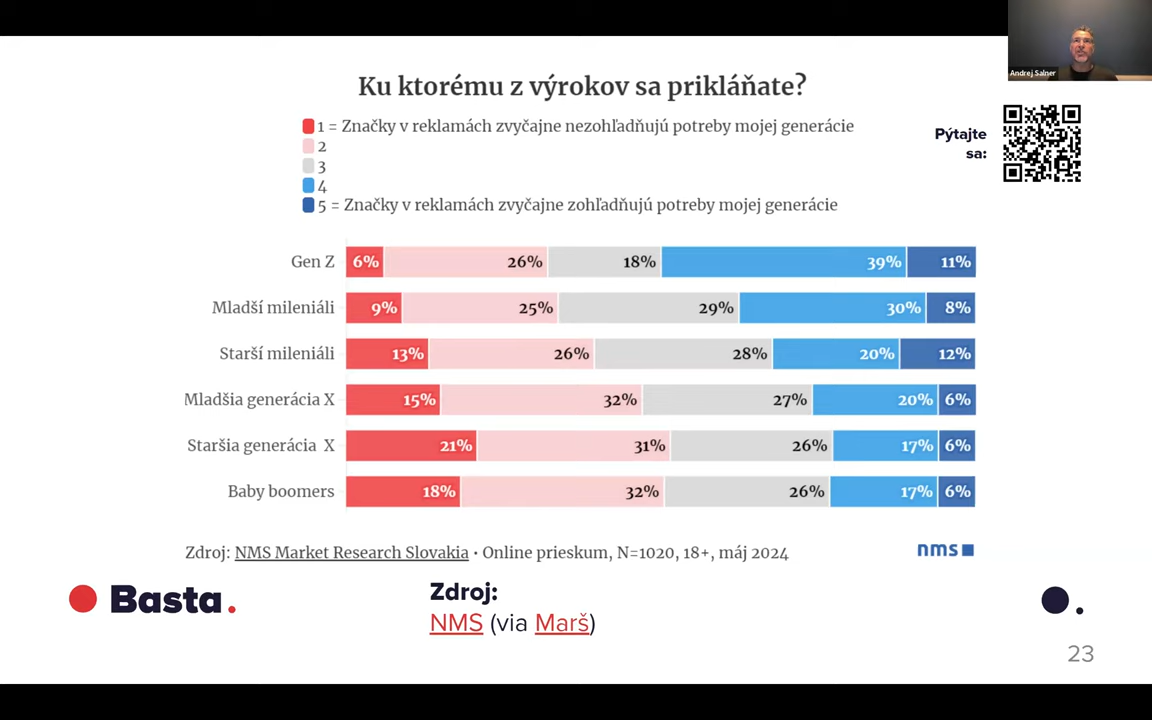 Ku ktorému z výrokov sa prikláňate?
1 = Značky v reklamách zvyčajne nezohľadňujú potreby mojej generácie
2
3
4
5 = Značky v reklamách zvyčajne zohľadňujú potreby mojej generácie
Andrej Salner
Pýtajte
sa:
Gen Z 6% 26% 18% 39% 11%
Mladší mileniáli 9% 25% 29% 30% 8%
Starší mileniáli 13% 26% 28% 20% 12%
Mladšia generácia X 15% 32% 27% 20% 6%
Staršia generácia X 21% 31% 26% 17% 6%
Baby boomers 18% 32% 26% 17% 6%
Zdroj: NMS Market Research Slovakia • Online prieskum, N=1020, 18+, máj 2024
nms
Basta.
Zdroj:
NMS (via Marš)
23